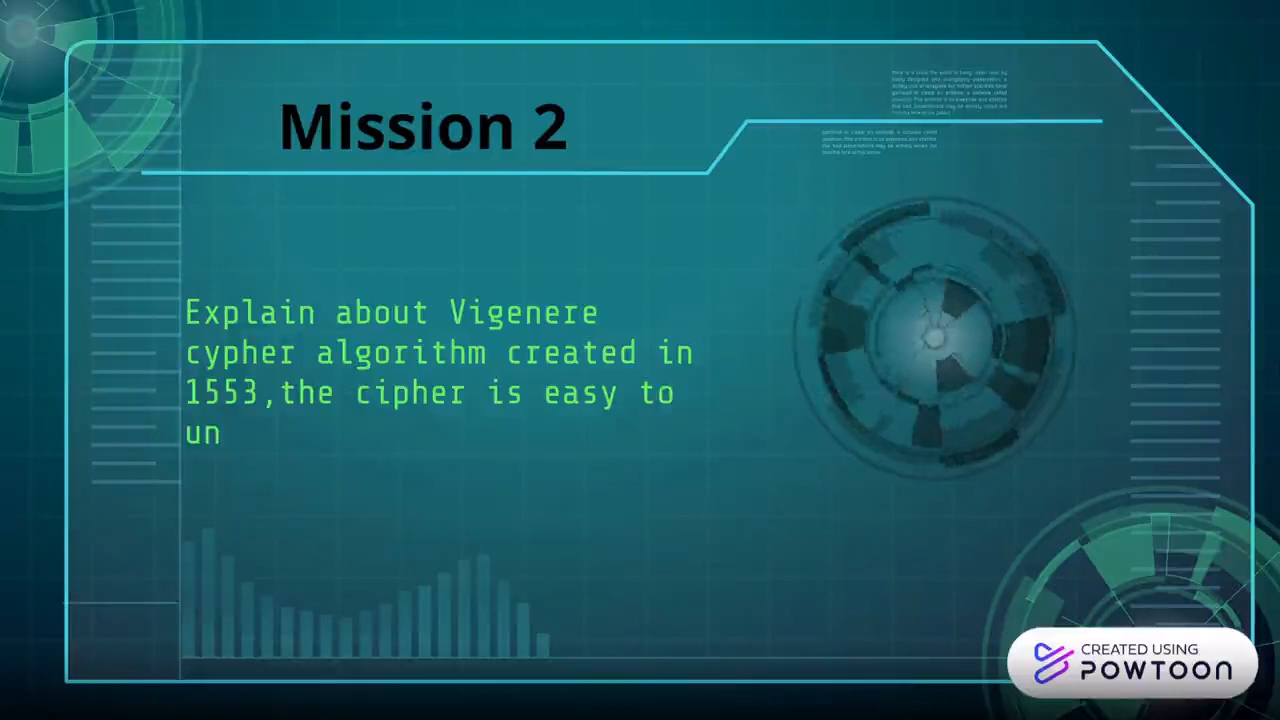 Mission 2
Explain about Vigenere
cypher algorithm created in
1553,the cipher is easy to
un
CREATED USING
POWTOON